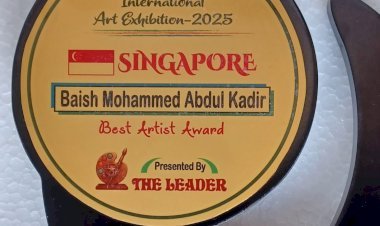 International
Art Exhibition-2025
SINGAPORE
Baish Mohammed Abdul Kadir
Best Artist Award
Presented By
THE LEADER